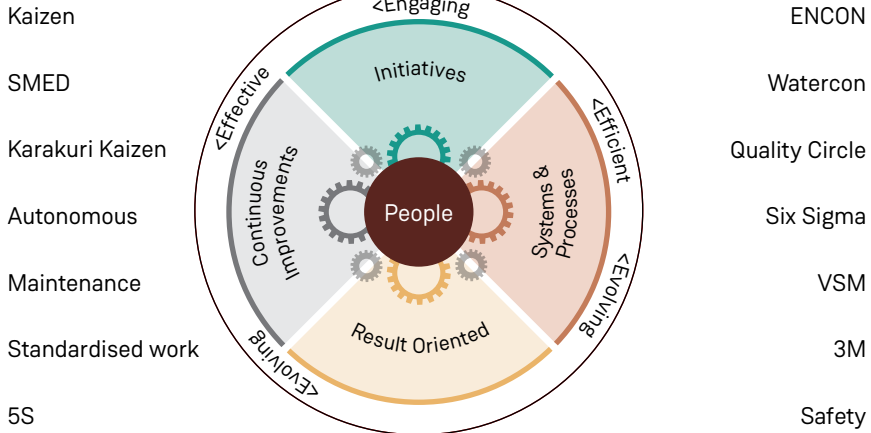 Kaizen
SMED
Karakuri Kaizen
Autonomous
Maintenance
Standardised work
5S
<Engaging
<Effective
<Efficient
<Evolving
<Evolving
Initiatives
Continuous
Improvements
People
Systems &
Processes
Result Oriented
ENCON
Watercon
Quality Circle
Six Sigma
VSM
3M
Safety